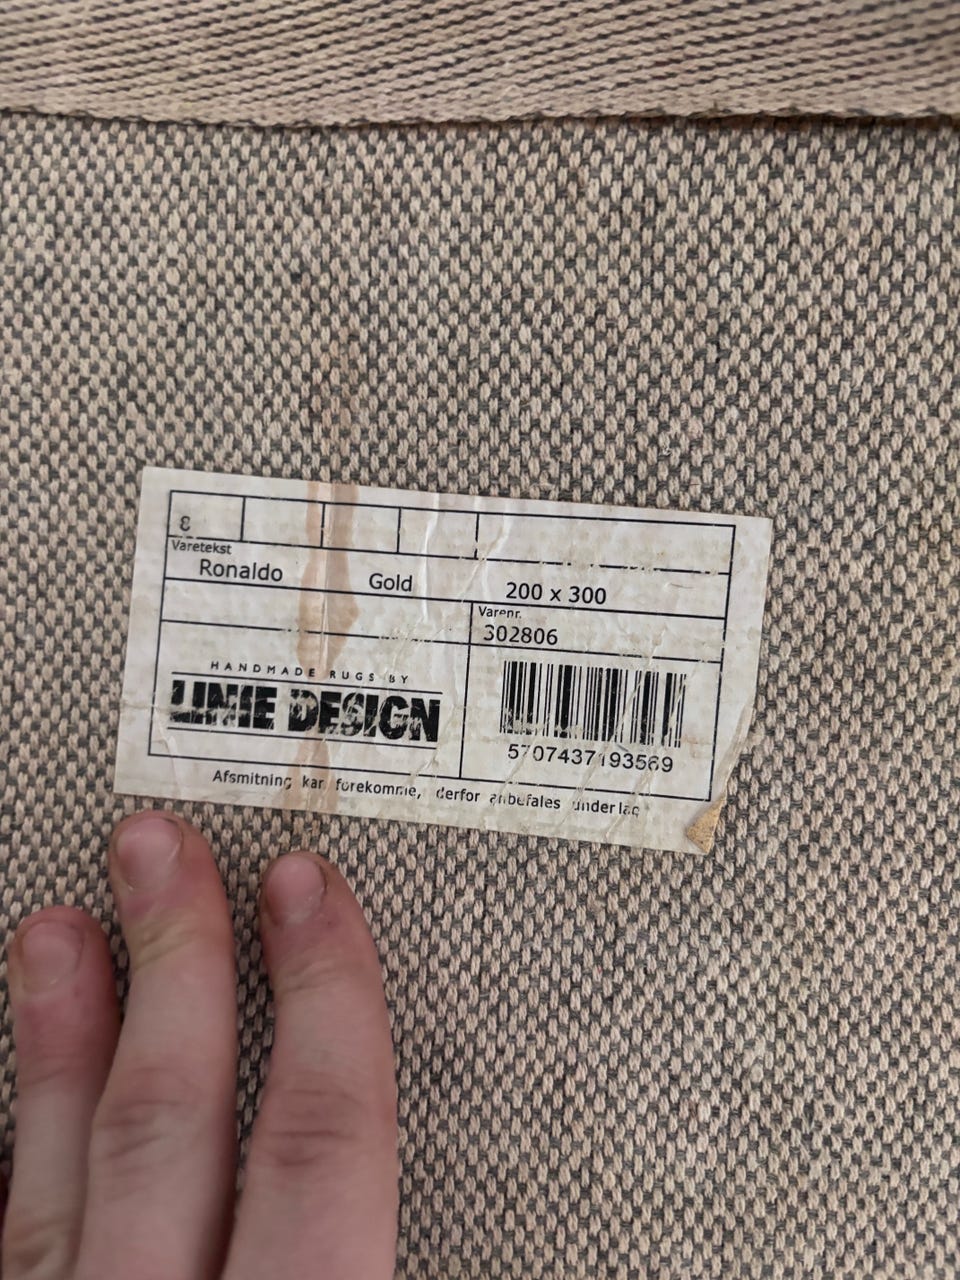 8
Varetekst
Ronaldo Gold 200 x 300
Varenr.
302806
HANDMADE RUGS BY
LINIE DESIGN
5707437193569
Afsmitning kan forekomme, derfor anbefales underlag